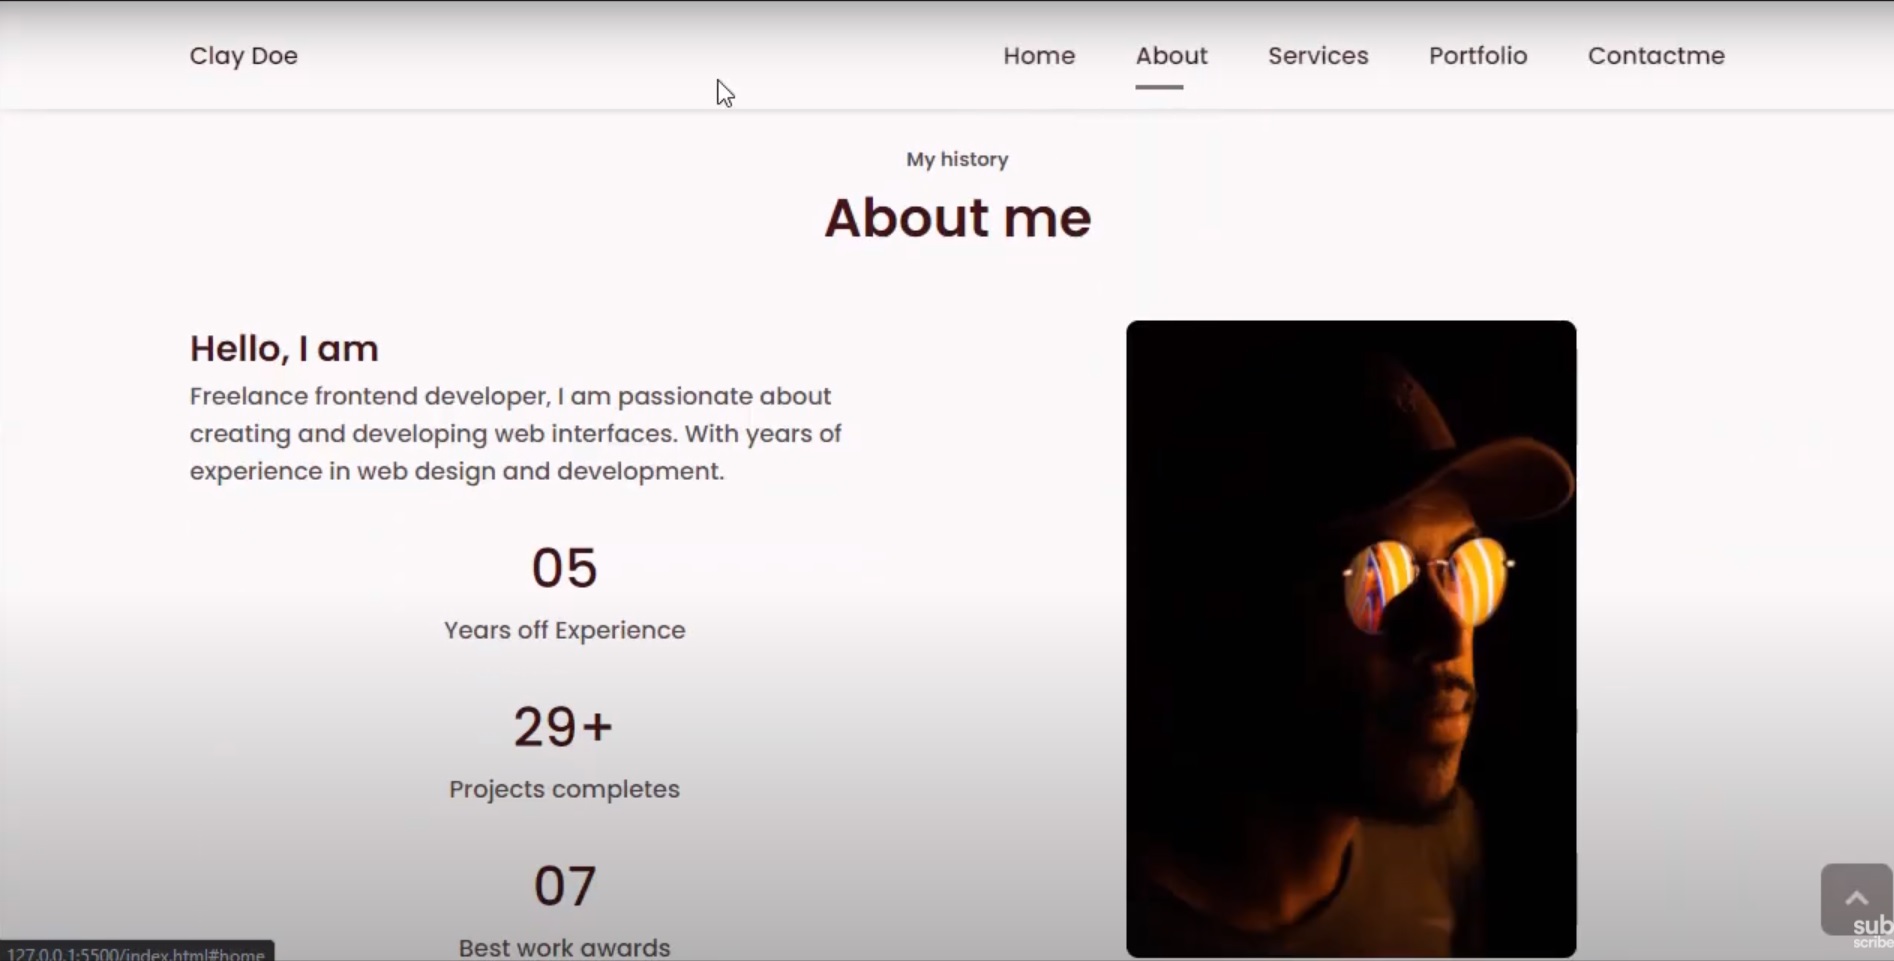 Clay Doe
Home
About
Services
Portfolio
Contactme
My history
About me
Hello, I am
Freelance frontend developer, I am passionate about
creating and developing web interfaces. With years of
experience in web design and development.
05
Years off Experience
29+
Projects completes
07
Best work awards
sub
scribe
127.0.0.1:5500/index.html#home